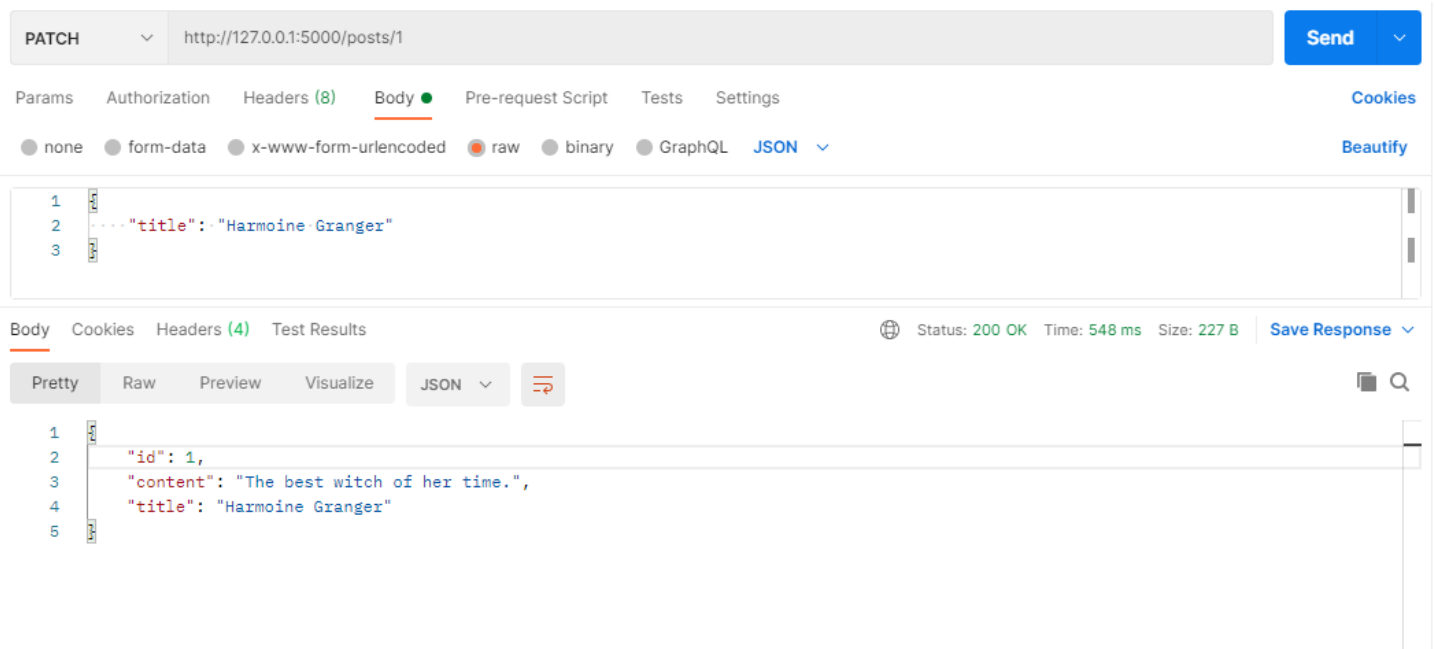 PATCH http://127.0.0.1:5000/posts/1 Send
Params Authorization Headers (8) Body Pre-request Script Tests Settings Cookies
none form-data x-www-form-urlencoded raw binary GraphQL JSON Beautify
1 {
2 "title": "Harmoine Granger"
3 }
Body Cookies Headers (4) Test Results Status: 200 OK Time: 548 ms Size: 227 B Save Response
Pretty Raw Preview Visualize JSON
1 {
2 "id": 1,
3 "content": "The best witch of her time.",
4 "title": "Harmoine Granger"
5 }